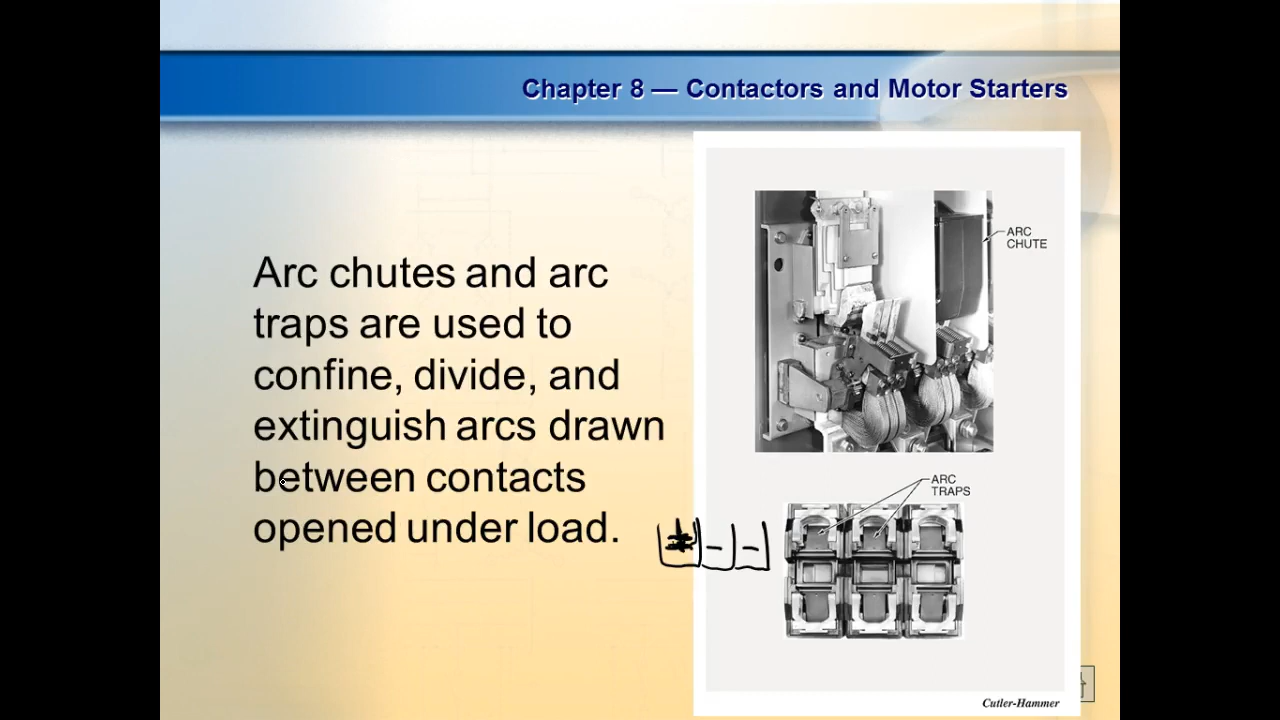 Chapter 8 — Contactors and Motor Starters
Arc chutes and arc
traps are used to
confine, divide, and
extinguish arcs drawn
between contacts
opened under load.
ARC
CHUTE
ARC
TRAPS
Cutler-Hammer